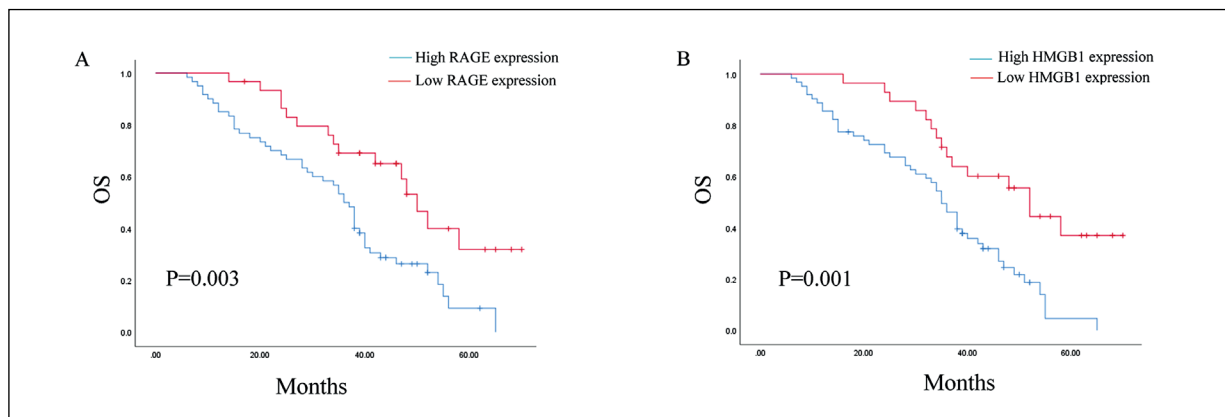 A
High RAGE expression
Low RAGE expression
1.0
0.8
0.6
0.4
0.2
0.0
OS
P=0.003
.00 20.00 40.00 60.00
Months
B
High HMGB1 expression
Low HMGB1 expression
1.0
0.8
0.6
0.4
0.2
0.0
OS
P=0.001
.00 20.00 40.00 60.00
Months